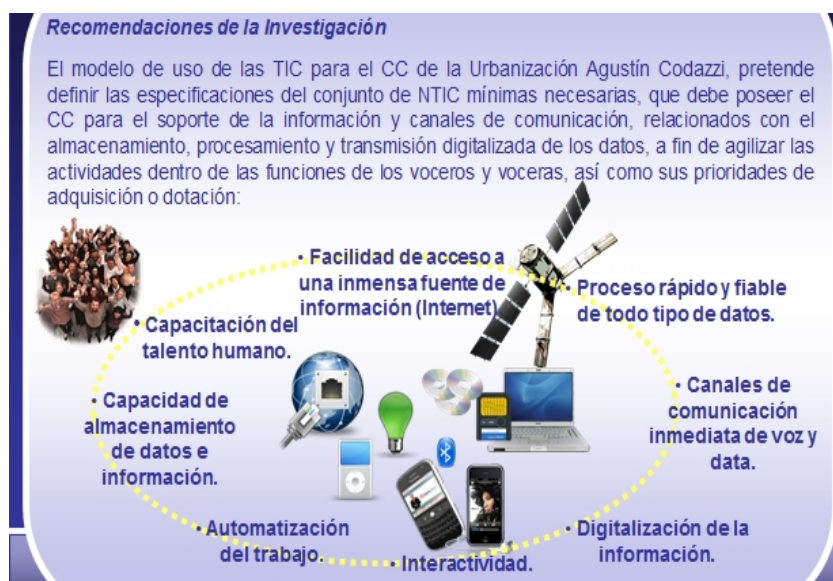 Recomendaciones de la Investigación
El modelo de uso de las TIC para el CC de la Urbanización Agustín Codazzi, pretende
definir las especificaciones del conjunto de NTIC mínimas necesarias, que debe poseer el
CC para el soporte de la información y canales de comunicación, relacionados con el
almacenamiento, procesamiento y transmisión digitalizada de los datos, a fin de agilizar las
actividades dentro de las funciones de los voceros y voceras, así como sus prioridades de
adquisición o dotación:
• Facilidad de acceso a
una inmensa fuente de
información (Internet)
• Proceso rápido y fiable
de todo tipo de datos.
• Capacitación del
talento humano.
• Canales de
comunicación
inmediata de voz y
data.
• Capacidad de
almacenamiento
de datos e
información.
• Automatización
del trabajo.
• Interactividad.
• Digitalización de la
información.